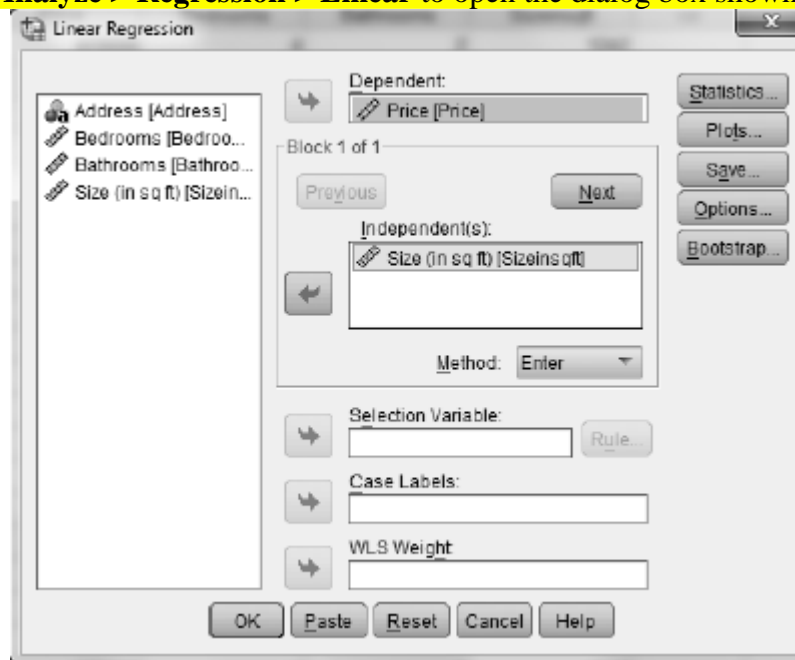 Analyze > Regression > Linear to open the dialog box shown
Linear Regression
Address [Address]
Bedrooms [Bedroo...
Bathrooms [Bathroo...
Size (in sq ft) [Sizein...
Dependent:
Price [Price]
Block 1 of 1
Previous
Next
Independent(s):
Size (in sq ft) [Sizeinsqft]
Method: Enter
Selection Variable:
Rule...
Case Labels:
WLS Weight:
Statistics...
Plots...
Save...
Options...
Bootstrap...
OK Paste Reset Cancel Help